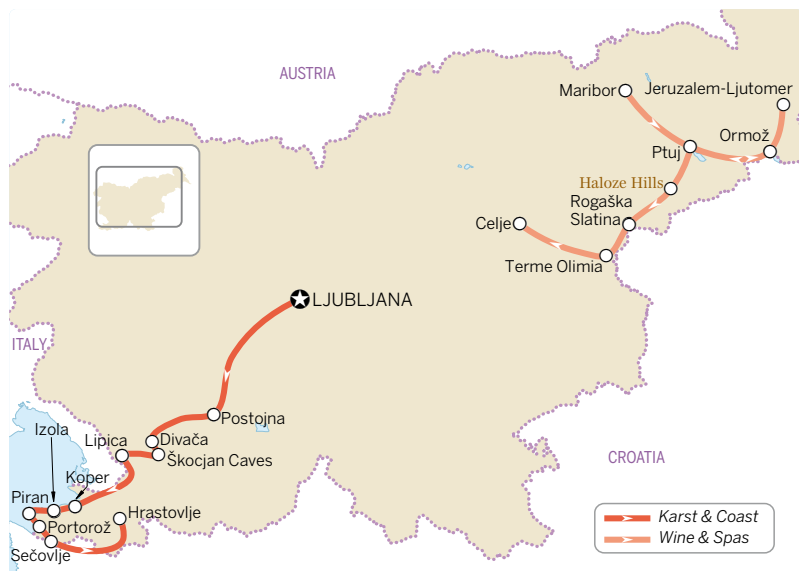 AUSTRIA
Maribor
Jeruzalem-Ljutomer
Ormož
Ptuj
Haloze Hills
Rogaška
Slatina
Celje
Terme Olimia
LJUBLJANA
ITALY
Postojna
Izola
Lipica
Divača
Škocjan Caves
CROATIA
Koper
Piran
Hrastovlje
Portorož
Sečovlje
Karst & Coast
Wine & Spas